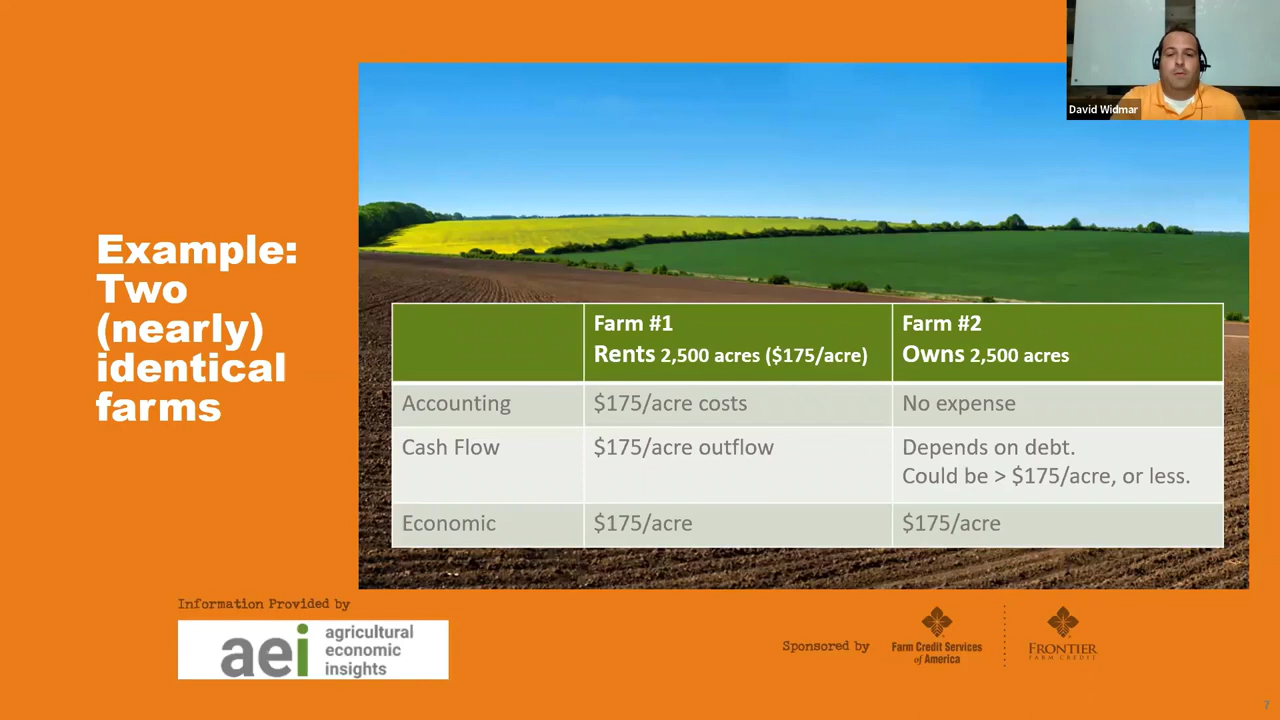 David Widmar
Example:
Two
(nearly)
identical
farms
Farm #1
Rents 2,500 acres ($175/acre)
Farm #2
Owns 2,500 acres
Accounting
$175/acre costs
No expense
Cash Flow
$175/acre outflow
Depends on debt.
Could be > $175/acre, or less.
Economic
$175/acre
$175/acre
Information Provided by
aei
agricultural
economic
insights
Sponsored by
Farm Credit Services
of America
FRONTIER
FARM CREDIT
7